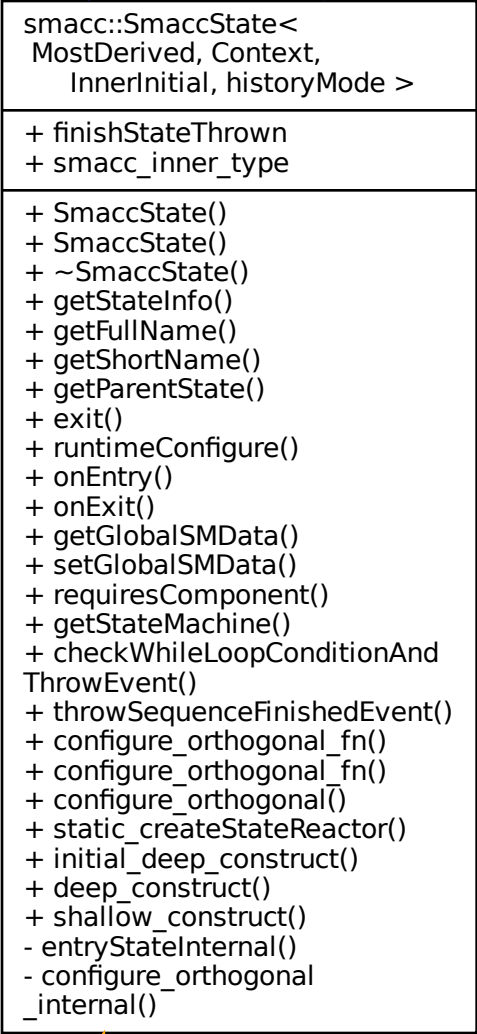 smacc::SmaccState<
MostDerived, Context,
InnerInitial, historyMode >
+ finishStateThrown
+ smacc_inner_type
+ SmaccState()
+ SmaccState()
+ ~SmaccState()
+ getStateInfo()
+ getFullName()
+ getShortName()
+ getParentState()
+ exit()
+ runtimeConfigure()
+ onEntry()
+ onExit()
+ getGlobalSMData()
+ setGlobalSMData()
+ requiresComponent()
+ getStateMachine()
+ checkWhileLoopConditionAnd
ThrowEvent()
+ throwSequenceFinishedEvent()
+ configure_orthogonal_fn()
+ configure_orthogonal_fn()
+ configure_orthogonal()
+ static_createStateReactor()
+ initial_deep_construct()
+ deep_construct()
+ shallow_construct()
- entryStateInternal()
- configure_orthogonal
_internal()